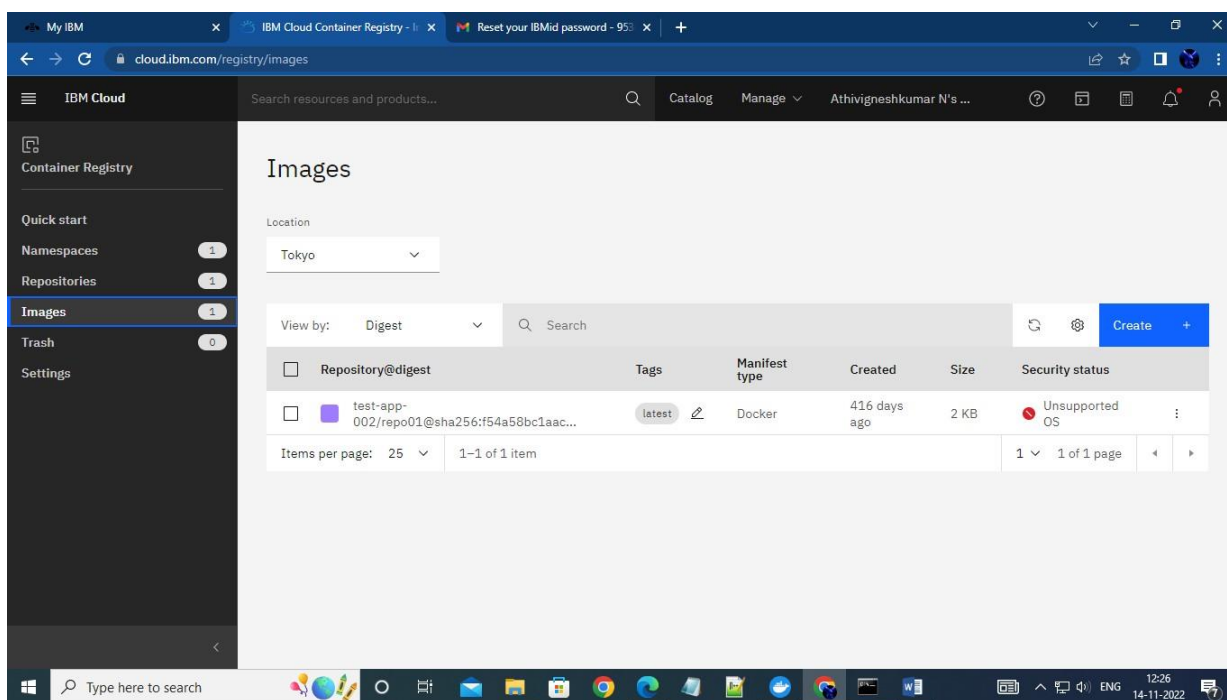 My IBM
IBM Cloud Container Registry - I
Reset your IBMid password - 953
cloud.ibm.com/registry/images
IBM Cloud
Search resources and products...
Catalog
Manage
Athivigneshkumar N's ...
Container Registry
Quick start
Namespaces 1
Repositories 1
Images 1
Trash 0
Settings
Images
Location
Tokyo
View by: Digest
Search
Create +
Repository@digest Tags Manifest type Created Size Security status
test-app-
002/repo01@sha256:f54a58bc1aac...
latest
Docker
416 days
ago
2 KB
Unsupported
OS
Items per page: 25
1–1 of 1 item
1
1 of 1 page
Type here to search
ENG
12:26
14-11-2022